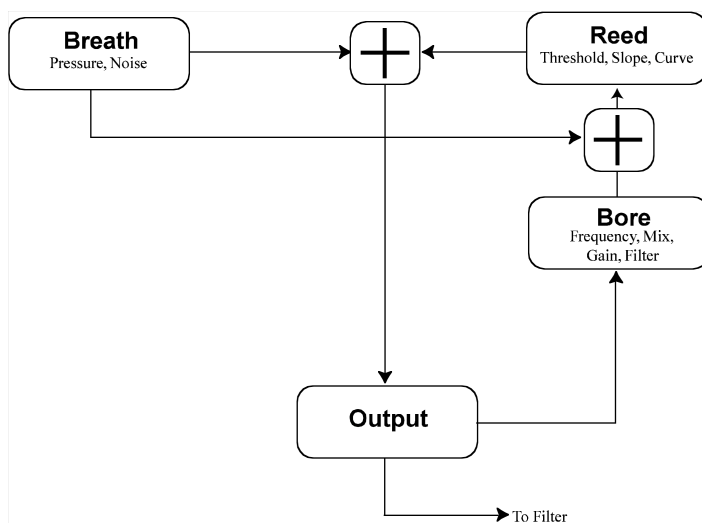 Breath
Pressure, Noise
Reed
Threshold, Slope, Curve
Bore
Frequency, Mix,
Gain, Filter
Output
To Filter